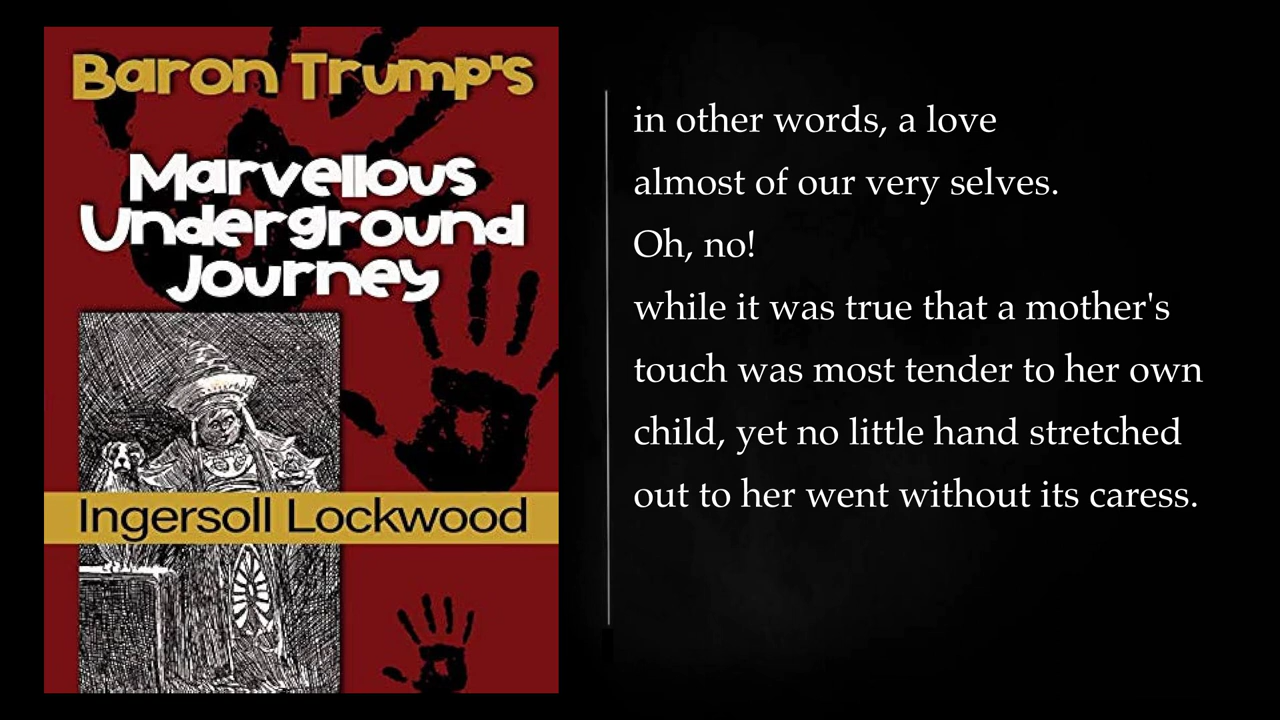 Baron Trump's
Marvellous
Underground
Journey
Ingersoll Lockwood
in other words, a love
almost of our very selves.
Oh, no!
while it was true that a mother's
touch was most tender to her own
child, yet no little hand stretched
out to her went without its caress.